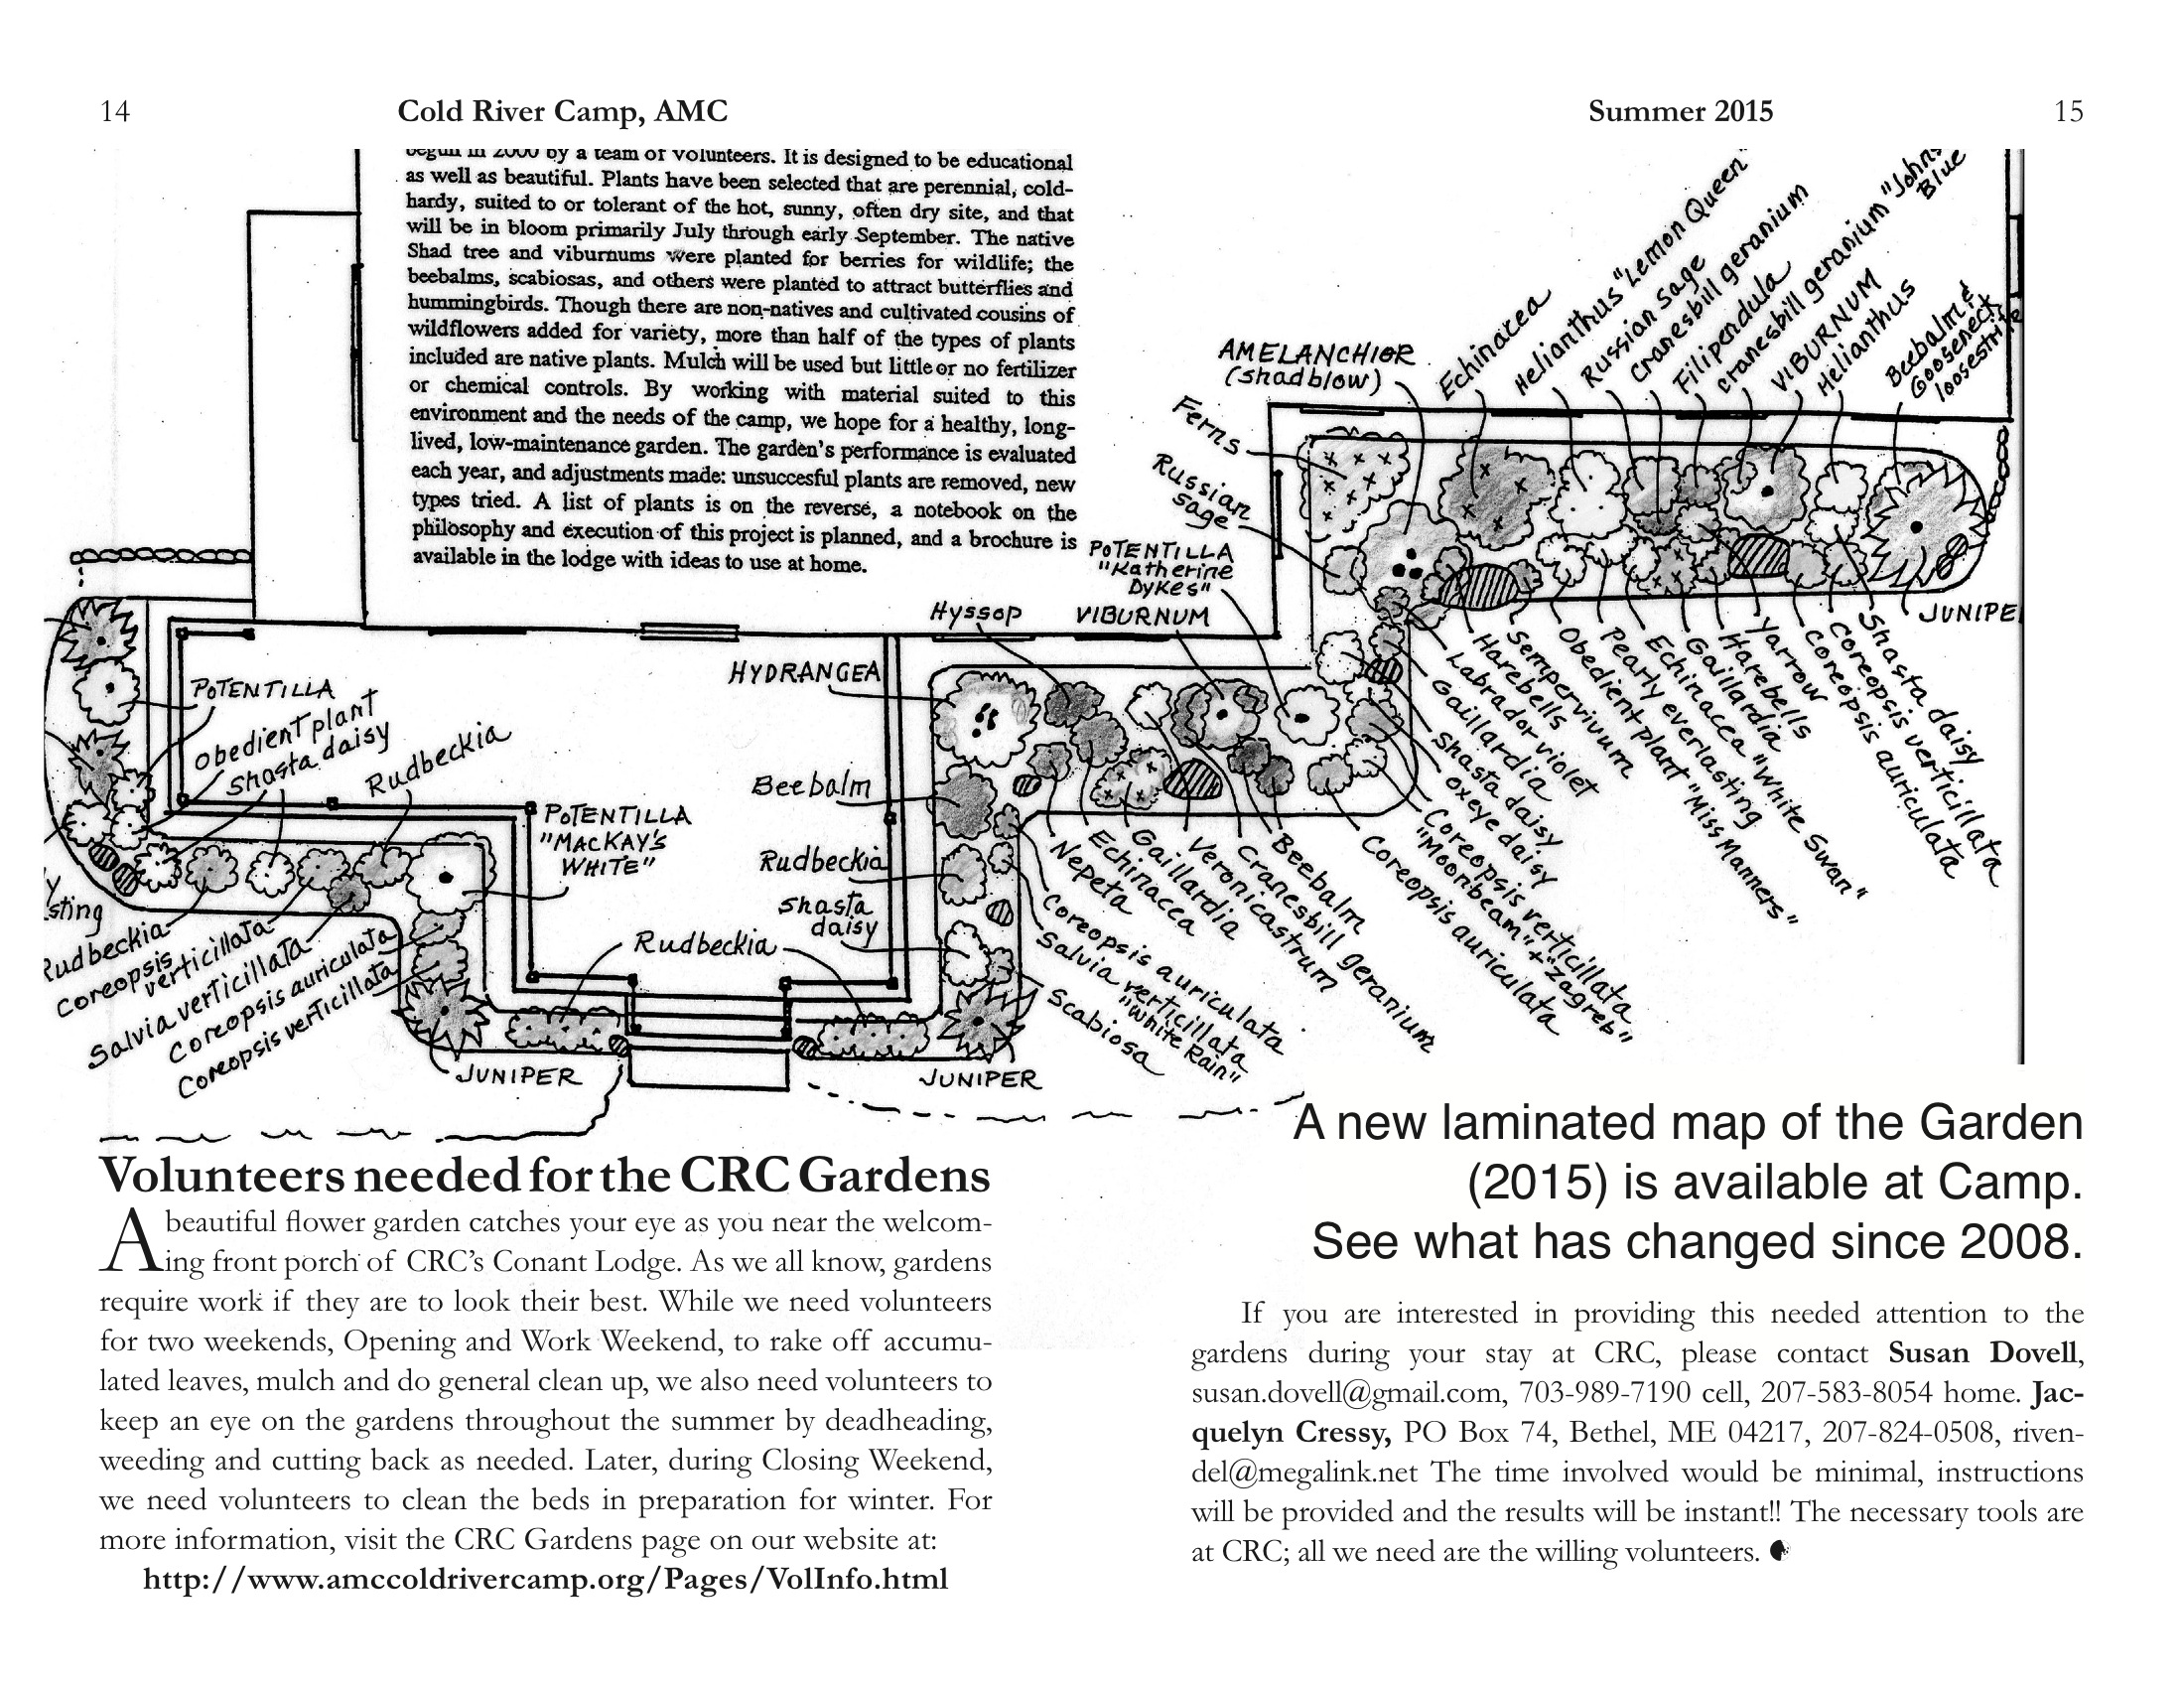 14
Cold River Camp, AMC
Summer 2015
15
begun in 2000 by a team of volunteers. It is designed to be educational
as well as beautiful. Plants have been selected that are perennial, cold-
hardy, suited to or tolerant of the hot, sunny, often dry site, and that
will be in bloom primarily July through early September. The native
Shad tree and viburnums were planted for berries for wildlife; the
beebalms, scabiosas, and others were planted to attract butterflies and
hummingbirds. Though there are non-natives and cultivated cousins of
wildflowers added for variety, more than half of the types of plants
included are native plants. Mulch will be used but little or no fertilizer
or chemical controls. By working with material suited to this
environment and the needs of the camp, we hope for a healthy, long-
lived, low-maintenance garden. The garden's performance is evaluated
each year, and adjustments made: unsuccesful plants are removed, new
types tried. A list of plants is on the reverse, a notebook on the
philosophy and execution of this project is planned, and a brochure is
available in the lodge with ideas to use at home.
AMELANCHIOR
(shadblow)
Echinacea
Helianthus "Lemon Queen"
Russian sage
Cranesbill geranium
Filipendula
cranesbill geranium "Johns
Blue
VIBURNUM
Helianthus
Beebalm &
Gooseneck
loosestrife
Ferns
Russian
sage
POTENTILLA
"Katherine
Dykes"
Hyssop
VIBURNUM
HYDRANGEA
JUNIPE
POTENTILLA
obedient plant
Shasta daisy
Rudbeckia
POTENTILLA
"MACKAY'S
WHITE"
Beebalm
Rudbeckia
shasta
daisy
Rudbeckia
Harebells
Sempervivum
Obedient plant "Miss Manners"
Pearly everlasting
Echinacca "White Swan"
Gaillardia
Harebells
Yarrow
Coreopsis auriculata
Coreopsis verticillata
Shasta daisy
Labrador violet
Gaillardia
Shasta daisy
oxeye daisy
Coreopsis verticillata
"Moonbeam" + "Zagreb"
Coreopsis auriculata
Beebalm
Cranesbill geranium
Veronicastrum
Gaillardia
Echinacca
Nepeta
Coreopsis auriculata
Salvia verticillata
"White Rain"
Scabiosa
y
sting
Rudbeckia
Coreopsis
verticillata
Salvia verticillata
Coreopsis auriculata
Coreopsis verticillata
JUNIPER
JUNIPER
Volunteers needed for the CRC Gardens
A beautiful flower garden catches your eye as you near the welcom-
ing front porch of CRC's Conant Lodge. As we all know, gardens
require work if they are to look their best. While we need volunteers
for two weekends, Opening and Work Weekend, to rake off accumu-
lated leaves, mulch and do general clean up, we also need volunteers to
keep an eye on the gardens throughout the summer by deadheading,
weeding and cutting back as needed. Later, during Closing Weekend,
we need volunteers to clean the beds in preparation for winter. For
more information, visit the CRC Gardens page on our website at:
http://www.amccoldrivercamp.org/Pages/VolInfo.html
A new laminated map of the Garden
(2015) is available at Camp.
See what has changed since 2008.
If you are interested in providing this needed attention to the
gardens during your stay at CRC, please contact Susan Dovell,
susan.dovell@gmail.com, 703-989-7190 cell, 207-583-8054 home. Jac-
quelyn Cressy, PO Box 74, Bethel, ME 04217, 207-824-0508, riven-
del@megalink.net The time involved would be minimal, instructions
will be provided and the results will be instant!! The necessary tools are
at CRC; all we need are the willing volunteers.